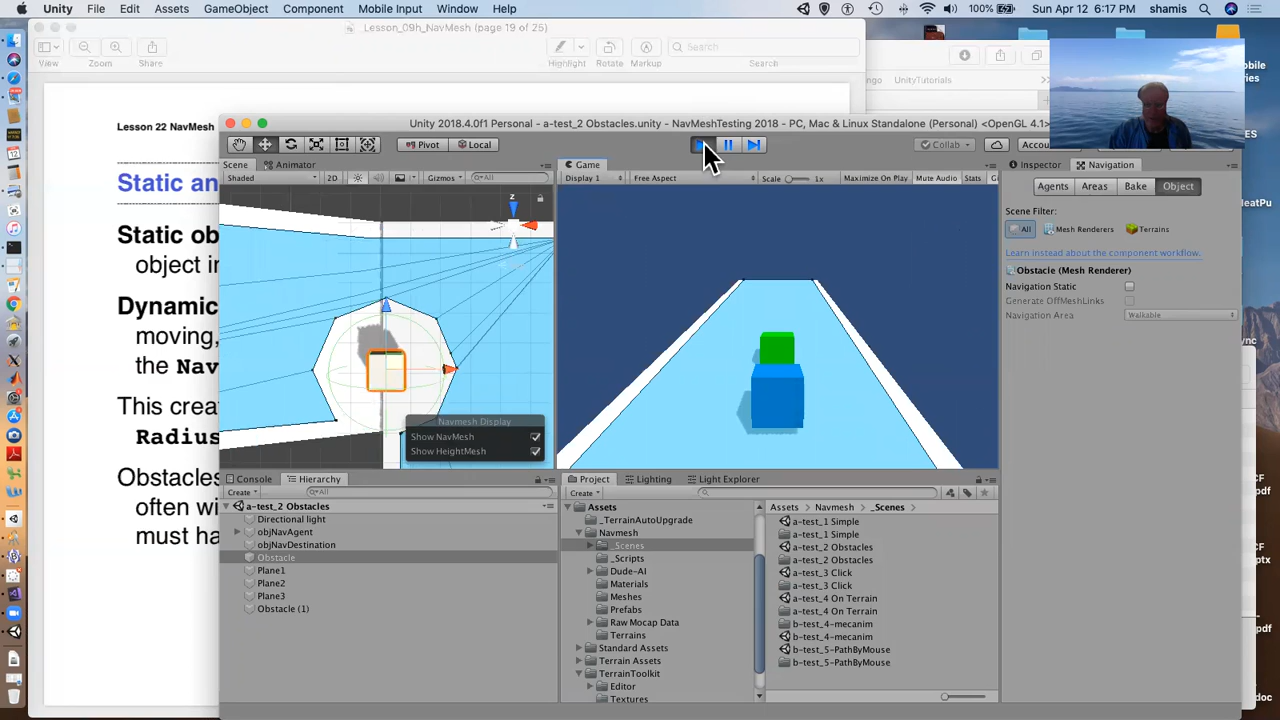 Unity File Edit Assets GameObject Component Mobile Input Window Help
100% Sun Apr 12 6:17 PM shamis
Lesson_09h_NavMesh (page 19 of 25)
View Zoom Share Highlight Rotate Markup Search
Search
UnityTutorials
Lesson 22 NavMesh
Static an
Static ob
object in
Dynamic
moving,
the Nav
This crea
Radius
Obstacles
often wi
must ha
Unity 2018.4.0f1 Personal - a-test_2 Obstacles.unity - NavMeshTesting 2018 - PC, Mac & Linux Standalone (Personal) <OpenGL 4.1>
Pivot Local Collab Accou
Scene Animator
Shaded 2D Gizmos All
z
Navmesh Display
Show NavMesh
Show HeightMesh
Game
Display 1 Free Aspect Scale 1x Maximize On Play Mute Audio Stats Gi
Inspector Navigation
Agents Areas Bake Object
Scene Filter:
All Mesh Renderers Terrains
Learn instead about the component workflow.
Obstacle (Mesh Renderer)
Navigation Static
Generate OffMeshLinks
Navigation Area Walkable
Console Hierarchy
Create All
a-test_2 Obstacles
Directional light
objNavAgent
objNavDestination
Obstacle
Plane1
Plane2
Plane3
Obstacle (1)
Project Lighting Light Explorer
Create
Assets
_TerrainAutoUpgrade
Navmesh
_Scenes
_Scripts
Dude-AI
Materials
Meshes
Prefabs
Raw Mocap Data
Terrains
Standard Assets
Terrain Assets
TerrainToolkit
Editor
Textures
Assets Navmesh _Scenes
a-test_1 Simple
a-test_1 Simple
a-test_2 Obstacles
a-test_2 Obstacles
a-test_3 Click
a-test_3 Click
a-test_4 On Terrain
a-test_4 On Terrain
b-test_4-mecanim
b-test_4-mecanim
b-test_5-PathByMouse
b-test_5-PathByMouse